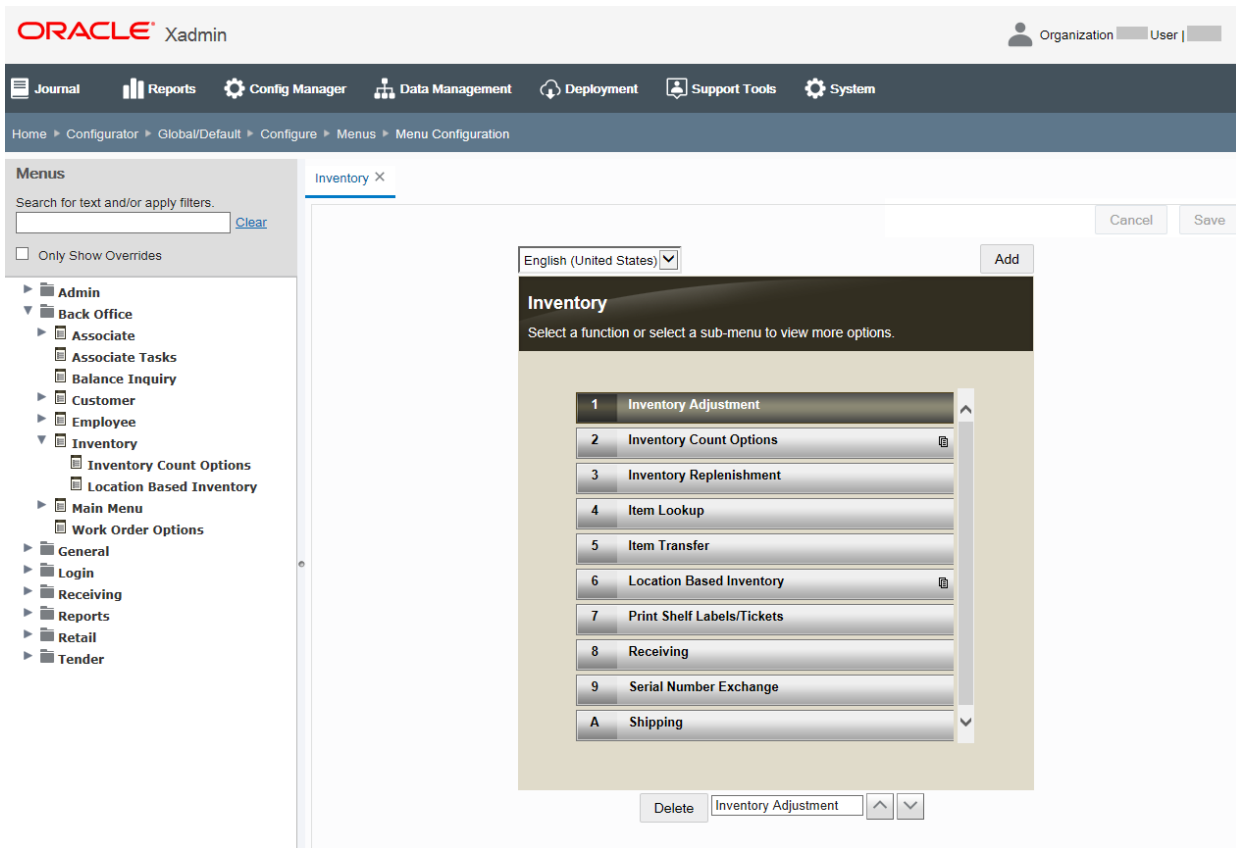 ORACLE Xadmin
Organization User |
Journal Reports Config Manager Data Management Deployment Support Tools System
Home Configurator Global/Default Configure Menus Menu Configuration
Menus
Search for text and/or apply filters.
Clear
Only Show Overrides
Admin
Back Office
Associate
Associate Tasks
Balance Inquiry
Customer
Employee
Inventory
Inventory Count Options
Location Based Inventory
Main Menu
Work Order Options
General
Login
Receiving
Reports
Retail
Tender
Inventory
Cancel Save
English (United States) Add
Inventory
Select a function or select a sub-menu to view more options.
1 Inventory Adjustment
2 Inventory Count Options
3 Inventory Replenishment
4 Item Lookup
5 Item Transfer
6 Location Based Inventory
7 Print Shelf Labels/Tickets
8 Receiving
9 Serial Number Exchange
A Shipping
Delete Inventory Adjustment